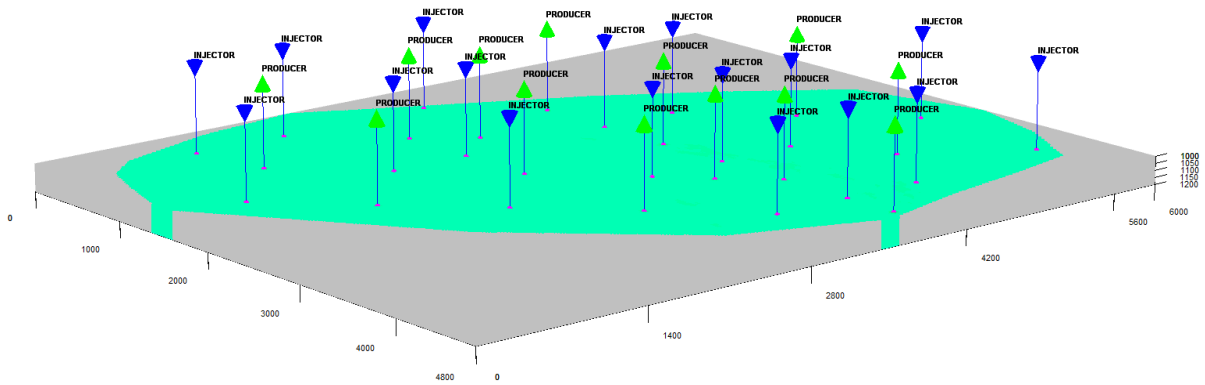 INJECTOR
PRODUCER
INJECTOR
PRODUCER
INJECTOR
INJECTOR
PRODUCER
PRODUCER
INJECTOR
INJECTOR
PRODUCER
INJECTOR
PRODUCER
INJECTOR
INJECTOR
INJECTOR
PRODUCER
INJECTOR
INJECTOR
PRODUCER
PRODUCER
PRODUCER
INJECTOR
INJECTOR
INJECTOR
PRODUCER
INJECTOR
PRODUCER
INJECTOR
PRODUCER
1000
1050
1100
1150
1200
0
1000
2000
3000
4000
4800
0
1400
2800
4200
5600
6000